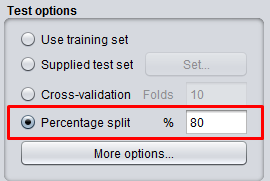 Test options
Use training set
Supplied test set Set...
Cross-validation Folds 10
Percentage split % 80
More options...